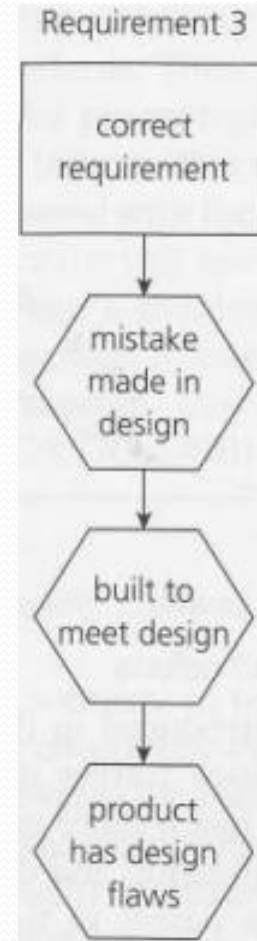 Requirement 3
correct
requirement
mistake
made in
design
built to
meet design
product
has design
flaws